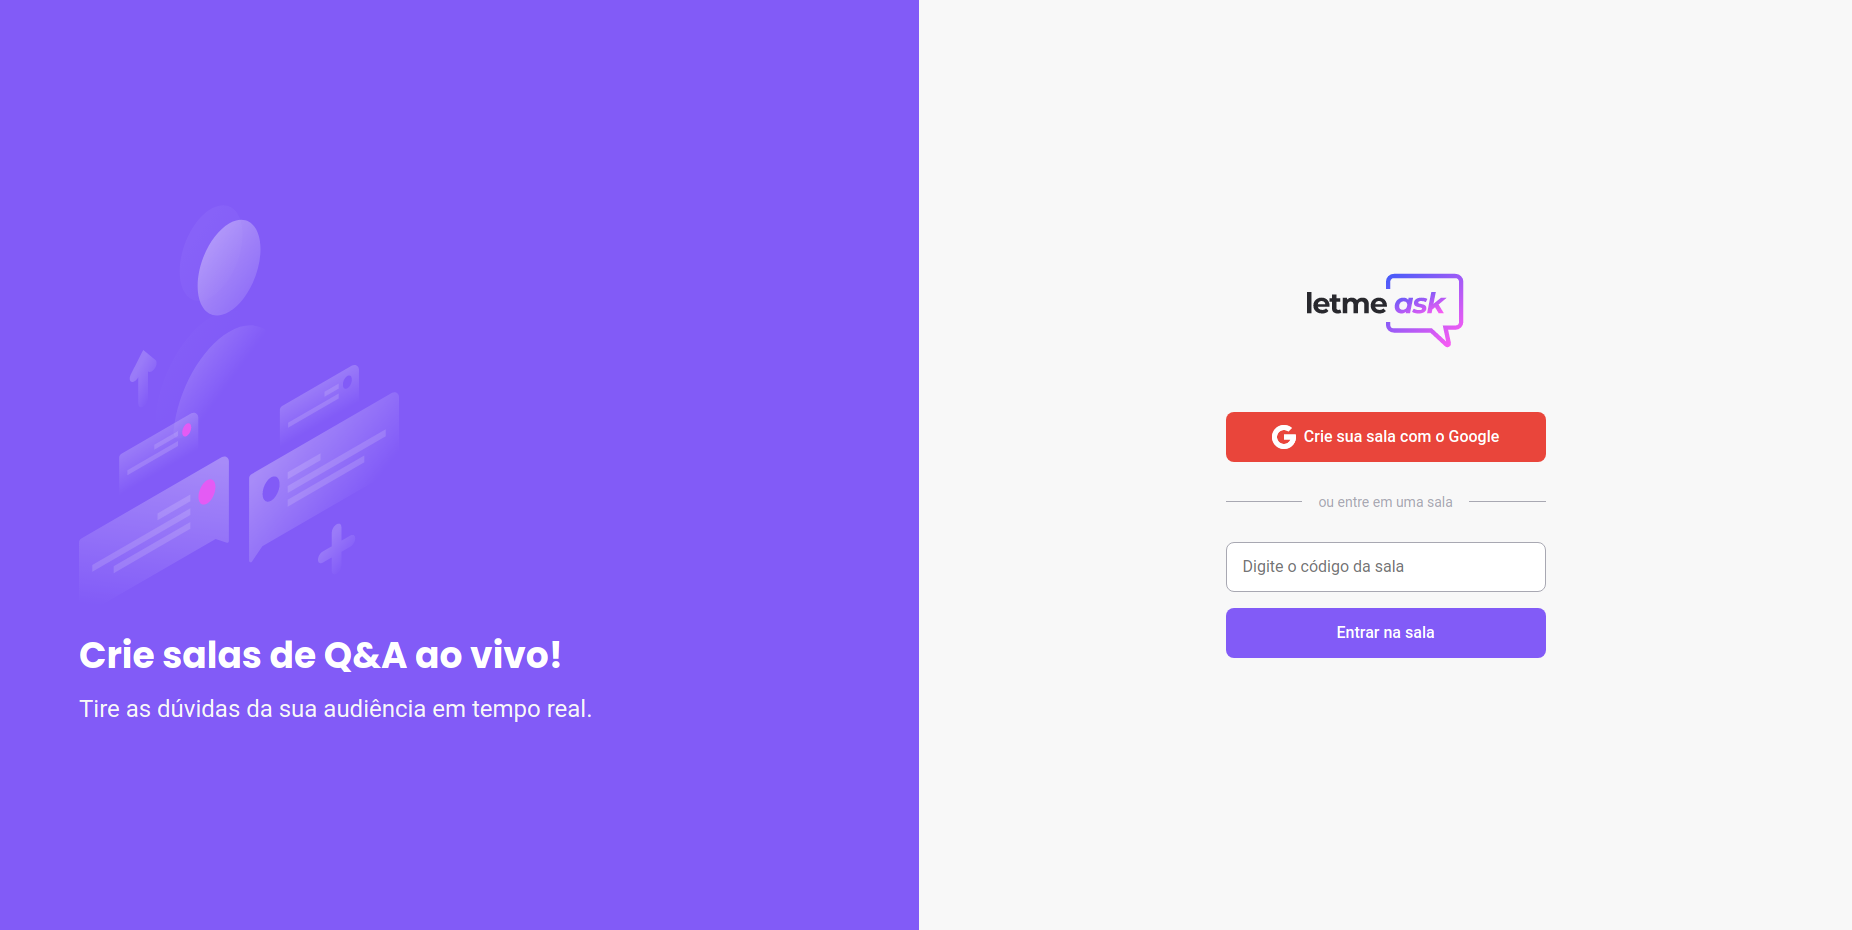 Crie salas de Q&A ao vivo!
Tire as dúvidas da sua audiência em tempo real.
letme ask
Crie sua sala com o Google
ou entre em uma sala
Digite o código da sala
Entrar na sala